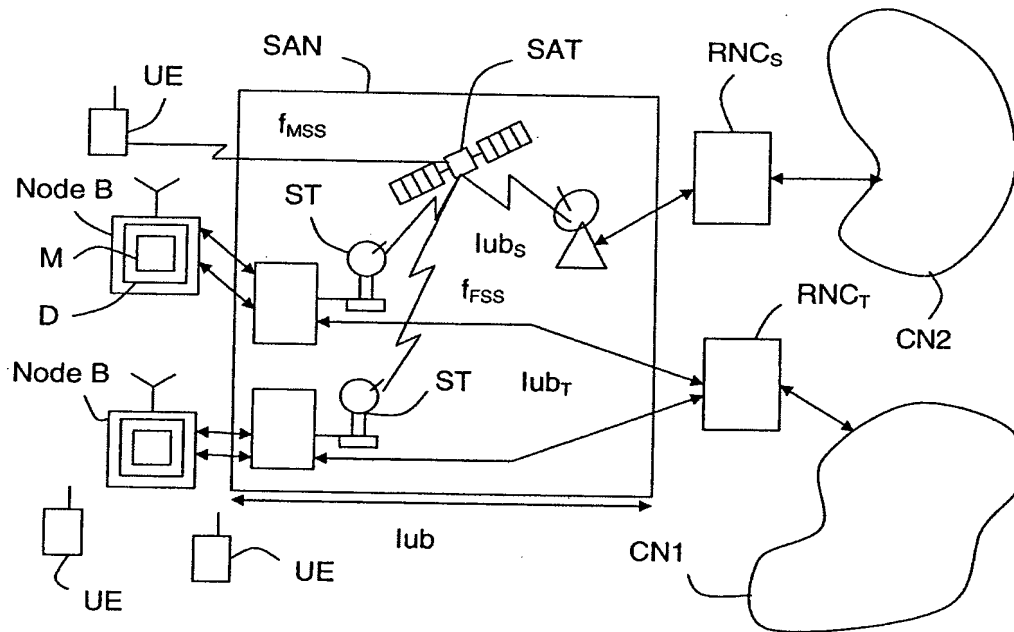 SAN
SAT
RNCS
UE
fMSS
Node B
ST
M
IubS
D
fFSS
RNCT
CN2
Node B
ST
IubT
Iub
CN1
UE
UE